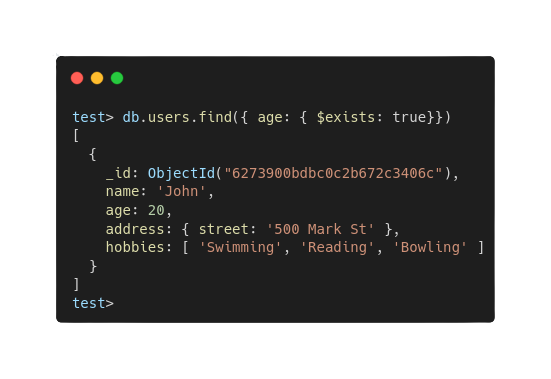 test> db.users.find({ age: { $exists: true}})
[
  {
    _id: ObjectId("6273900bdbc0c2b672c3406c"),
    name: 'John',
    age: 20,
    address: { street: '500 Mark St' },
    hobbies: [ 'Swimming', 'Reading', 'Bowling' ]
  }
]
test>